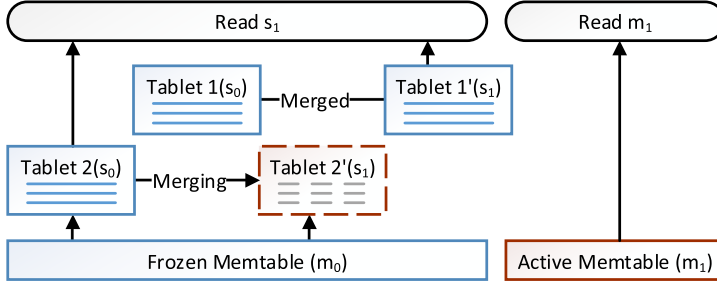 Read s₁
Read m₁
Tablet 1(s₀)
Merged
Tablet 1'(s₁)
Tablet 2(s₀)
Merging
Tablet 2'(s₁)
Frozen Memtable (m₀)
Active Memtable (m₁)